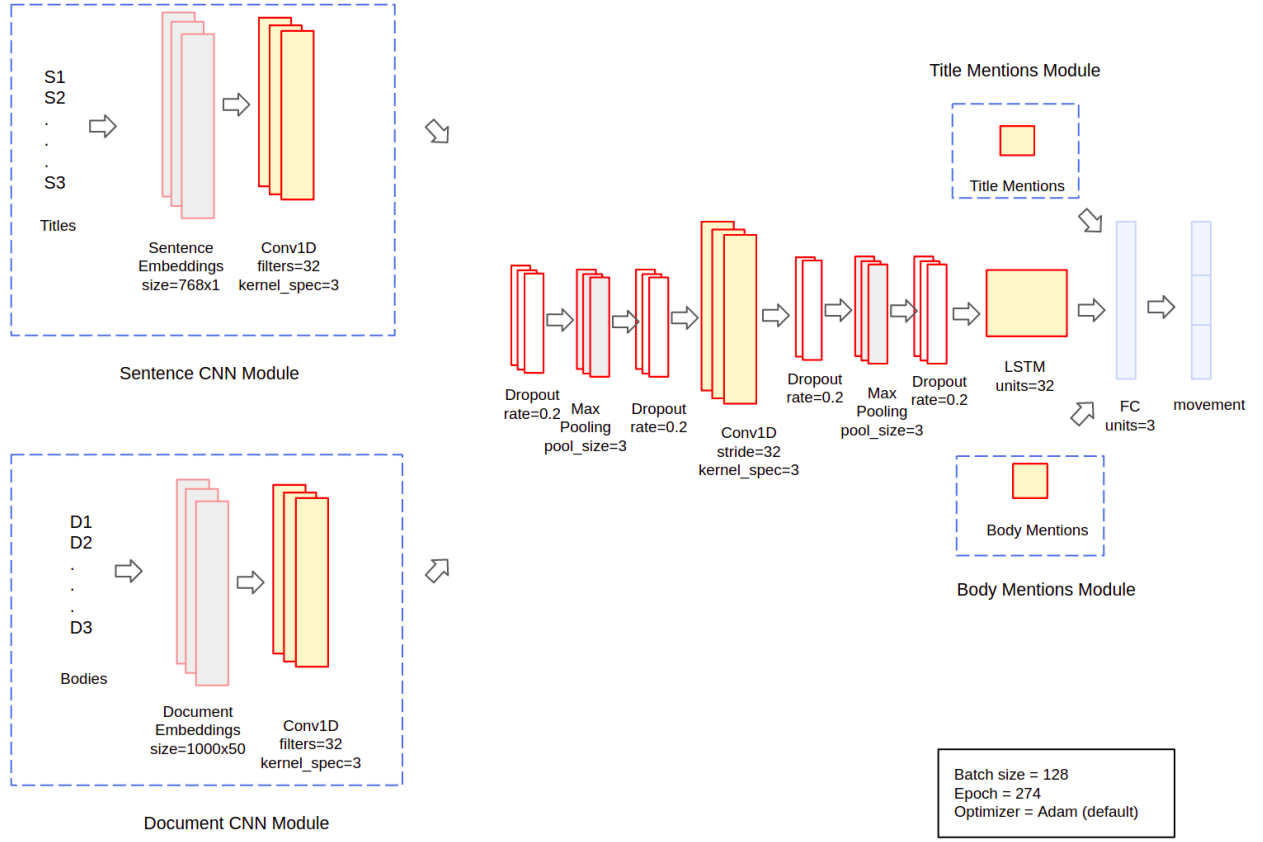 S1
S2
.
.
.
S3
Titles
Sentence
Embeddings
size=768x1
Conv1D
filters=32
kernel_spec=3
Sentence CNN Module
D1
D2
.
.
.
D3
Bodies
Document
Embeddings
size=1000x50
Conv1D
filters=32
kernel_spec=3
Document CNN Module
Dropout
rate=0.2
Max
Pooling
pool_size=3
Dropout
rate=0.2
Conv1D
stride=32
kernel_spec=3
Dropout
rate=0.2
Max
Pooling
pool_size=3
Dropout
rate=0.2
LSTM
units=32
Title Mentions Module
Title Mentions
Body Mentions
Body Mentions Module
FC
units=3
movement
Batch size = 128
Epoch = 274
Optimizer = Adam (default)